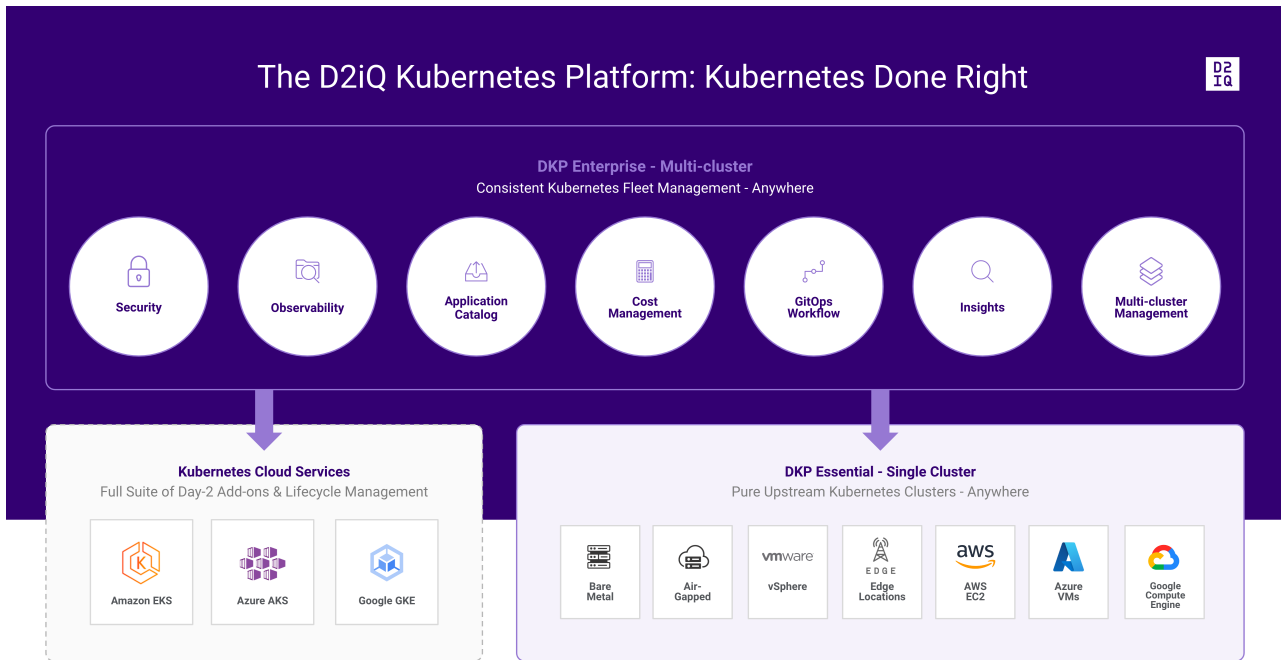 The D2iQ Kubernetes Platform: Kubernetes Done Right
D2
IQ
DKP Enterprise - Multi-cluster
Consistent Kubernetes Fleet Management - Anywhere
Security
Observability
Application
Catalog
Cost
Management
GitOps
Workflow
Insights
Multi-cluster
Management
Kubernetes Cloud Services
Full Suite of Day-2 Add-ons & Lifecycle Management
K
Amazon EKS
Azure AKS
Google GKE
DKP Essential - Single Cluster
Pure Upstream Kubernetes Clusters - Anywhere
Bare
Metal
Air-
Gapped
vmware
vSphere
EDGE
Edge
Locations
aws
AWS
EC2
Azure
VMs
Google
Compute
Engine